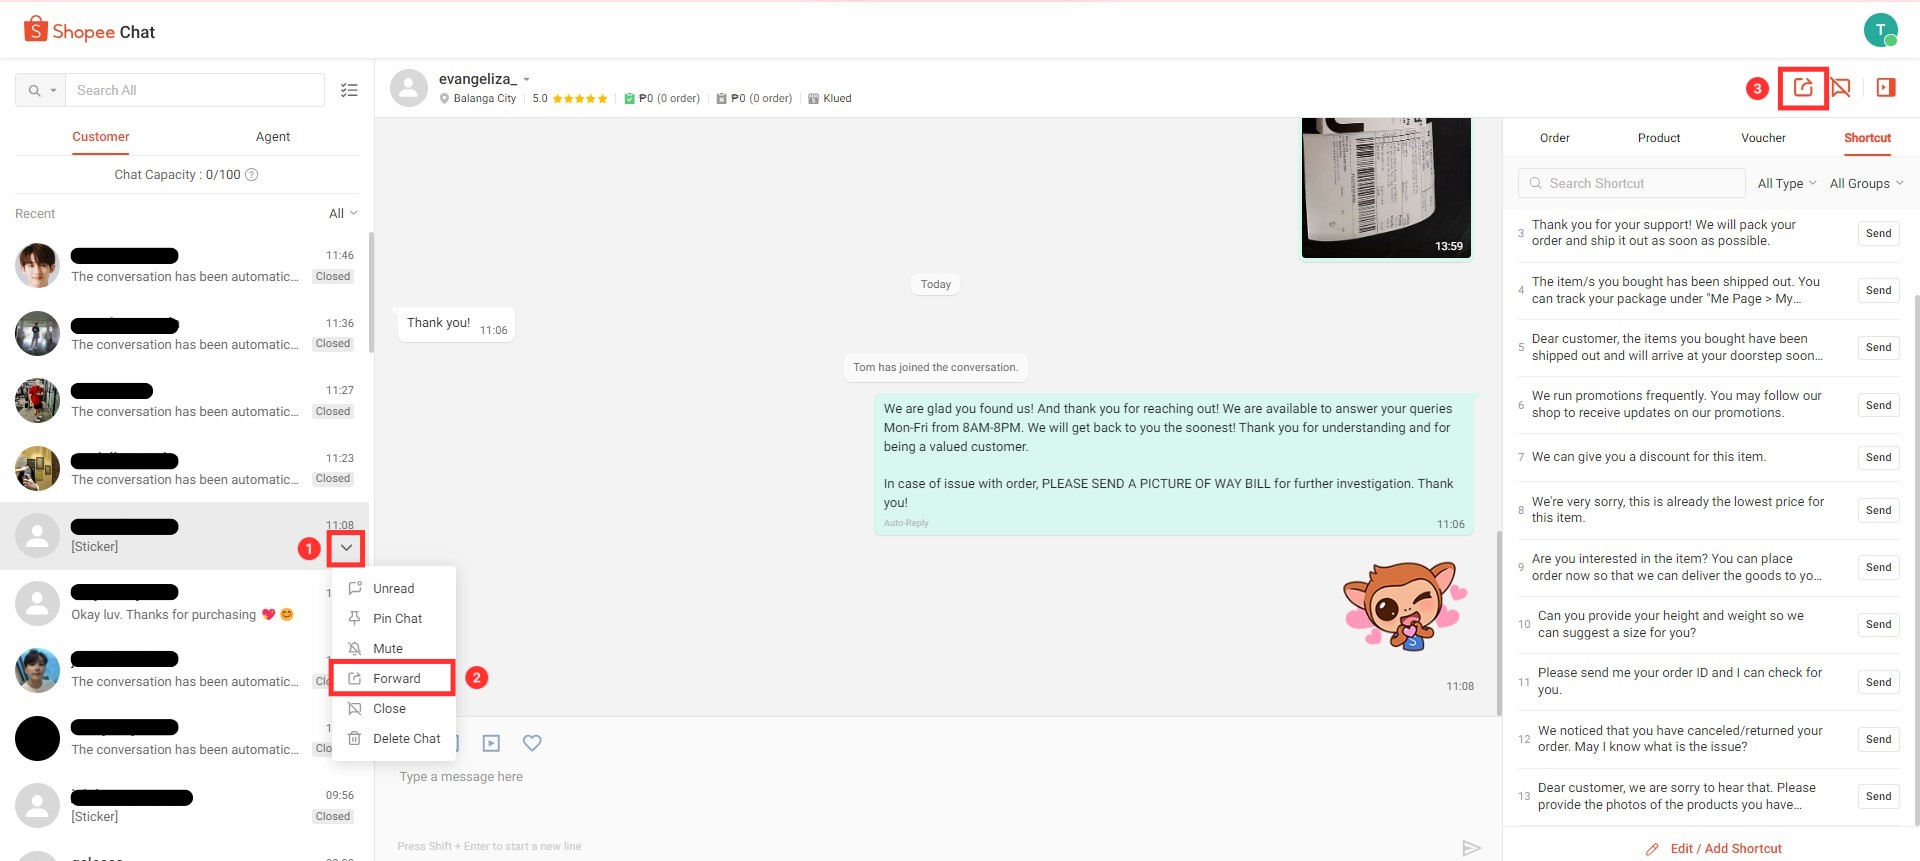 Shopee Chat
T
Search All
Customer
Agent
Chat Capacity : 0/100
Recent
All
11:46
The conversation has been automatic...
Closed
11:36
The conversation has been automatic...
Closed
11:27
The conversation has been automatic...
Closed
11:23
The conversation has been automatic...
Closed
11:08
[Sticker]
1
Okay luv. Thanks for purchasing 💖 😊
The conversation has been automatic...
The conversation has been automatic...
09:56
[Sticker]
Closed
Unread
Pin Chat
Mute
Forward
2
Close
Delete Chat
evangeliza_
Balanga City
5.0
₱0 (0 order)
₱0 (0 order)
Klued
3
13:59
Today
Thank you!
11:06
Tom has joined the conversation.
We are glad you found us! And thank you for reaching out! We are available to answer your queries
Mon-Fri from 8AM-8PM. We will get back to you the soonest! Thank you for understanding and for
being a valued customer.
In case of issue with order, PLEASE SEND A PICTURE OF WAY BILL for further investigation. Thank
you!
Auto-Reply
11:06
11:08
Type a message here
Press Shift + Enter to start a new line
Order
Product
Voucher
Shortcut
Search Shortcut
All Type
All Groups
3 Thank you for your support! We will pack your
order and ship it out as soon as possible.
Send
4 The item/s you bought has been shipped out. You
can track your package under "Me Page > My...
Send
5 Dear customer, the items you bought have been
shipped out and will arrive at your doorstep soon...
Send
6 We run promotions frequently. You may follow our
shop to receive updates on our promotions.
Send
7 We can give you a discount for this item.
Send
8 We're very sorry, this is already the lowest price for
this item.
Send
9 Are you interested in the item? You can place
order now so that we can deliver the goods to yo...
Send
10 Can you provide your height and weight so we
can suggest a size for you?
Send
11 Please send me your order ID and I can check for
you.
Send
12 We noticed that you have canceled/returned your
order. May I know what is the issue?
Send
13 Dear customer, we are sorry to hear that. Please
provide the photos of the products you have...
Send
Edit / Add Shortcut